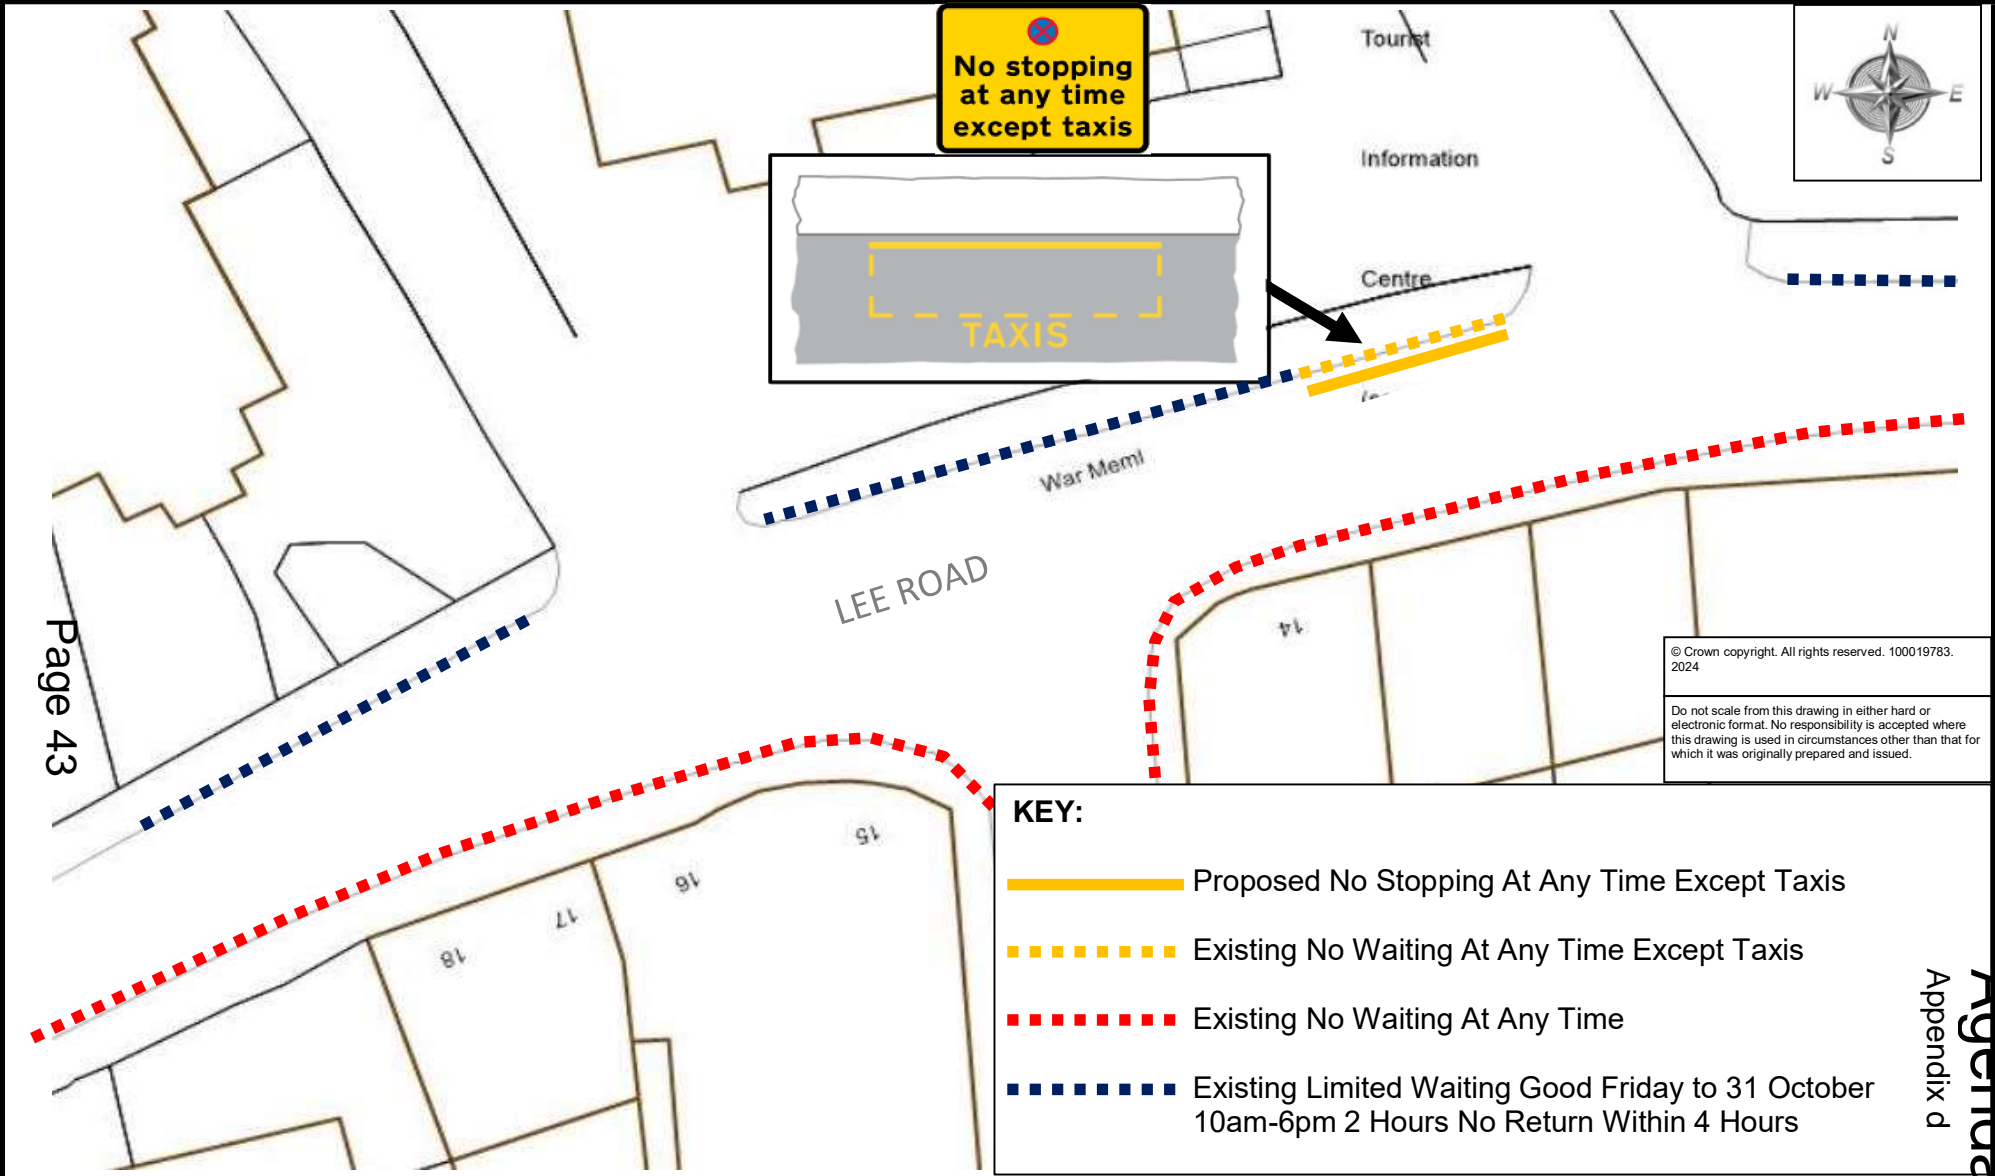 No stopping
at any time
except taxis
Tourist
Information
Centre
N
W
E
S
TAXIS
War Meml
LEE ROAD
14
15
16
17
18
Page 43
© Crown copyright. All rights reserved. 100019783.
2024
Do not scale from this drawing in either hard or
electronic format. No responsibility is accepted where
this drawing is used in circumstances other than that for
which it was originally prepared and issued.
KEY:
Proposed No Stopping At Any Time Except Taxis
Existing No Waiting At Any Time Except Taxis
Existing No Waiting At Any Time
Existing Limited Waiting Good Friday to 31 October
10am-6pm 2 Hours No Return Within 4 Hours
Agenda
Appendix d